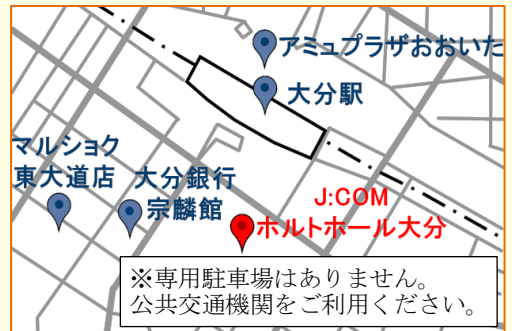 アミュプラザおおいた
大分駅
マルショク
東大道店
大分銀行
宗麟館
J:COM
ホルトホール大分
※専用駐車場はありません。
公共交通機関をご利用ください。